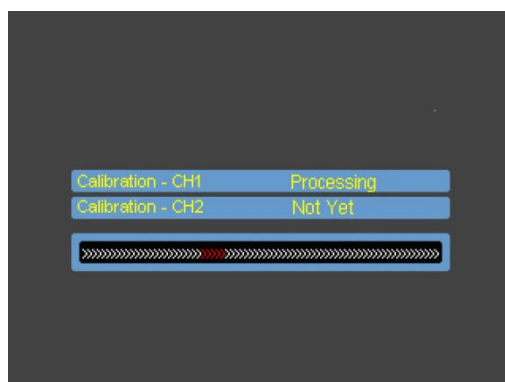 Calibration - CH1 Processing
Calibration - CH2 Not Yet